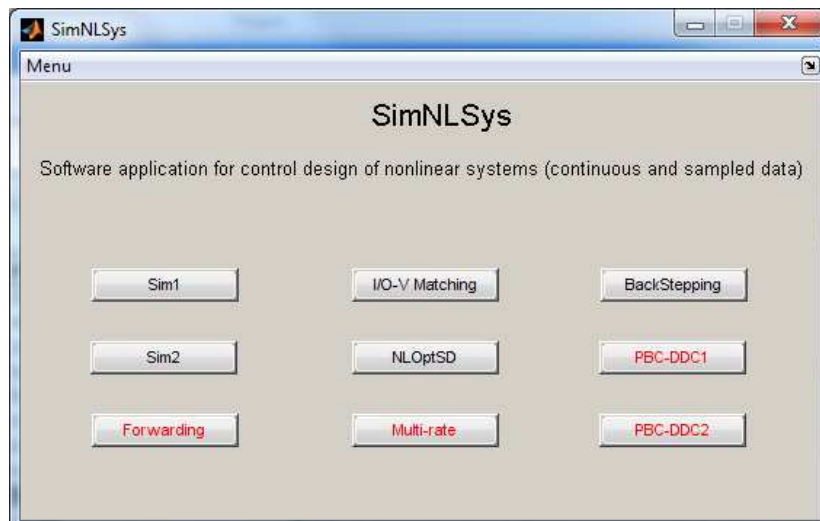 SimNLSys
Menu
SimNLSys
Software application for control design of nonlinear systems (continuous and sampled data)
Sim1
I/O-V Matching
BackStepping
Sim2
NLOptSD
PBC-DDC1
Forwarding
Multi-rate
PBC-DDC2